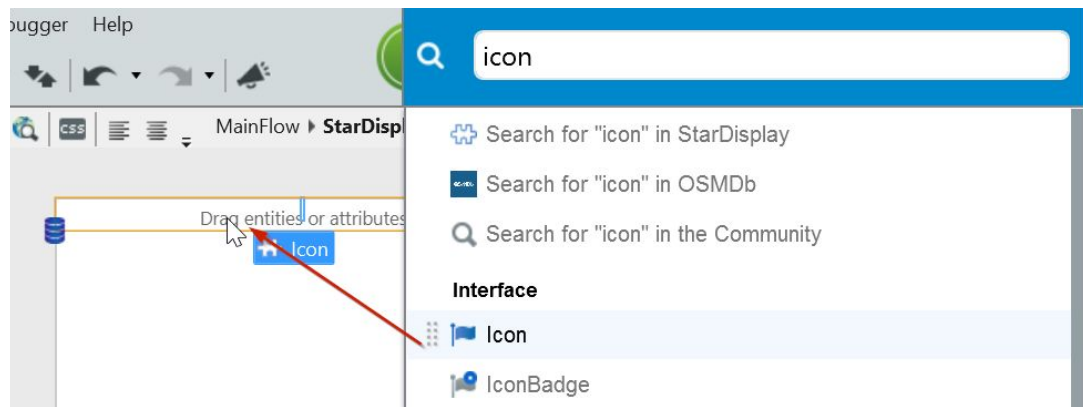 bugger Help
icon
css
MainFlow StarDispl
Search for "icon" in StarDisplay
Search for "icon" in OSMDb
Search for "icon" in the Community
Drag entities or attributes
Icon
Interface
Icon
IconBadge